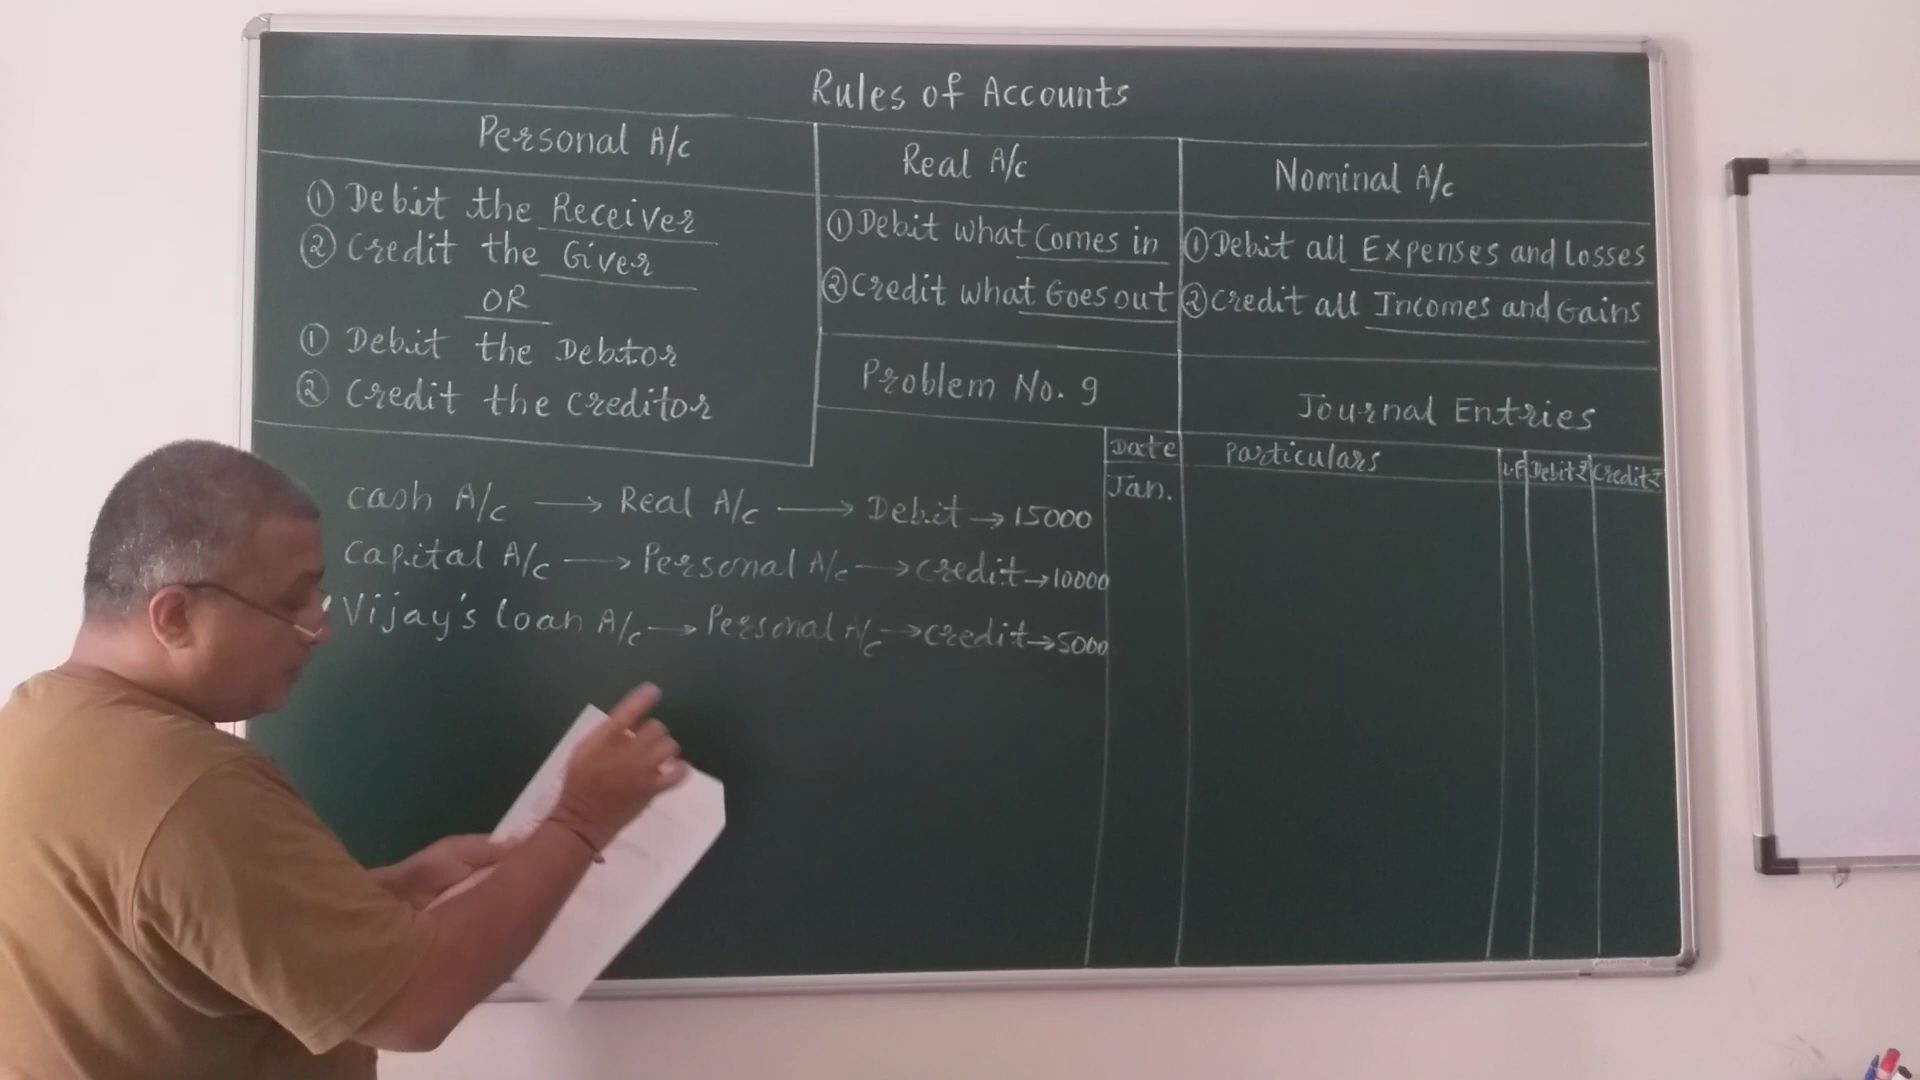 Rules of Accounts
Personal A/c
① Debit the Receiver
② Credit the Giver
OR
① Debit the Debtor
② Credit the Creditor
Real A/c
① Debit what Comes in
② Credit what Goes out
Nominal A/c
① Debit all Expenses and Losses
② Credit all Incomes and Gains
Problem No. 9
Journal Entries
Date Particulars L.F Debit₹ Credit₹
Jan.
Cash A/c → Real A/c → Debit → 15000
Capital A/c → Personal A/c → Credit → 10000
Vijay's Loan A/c → Personal A/c → Credit → 5000